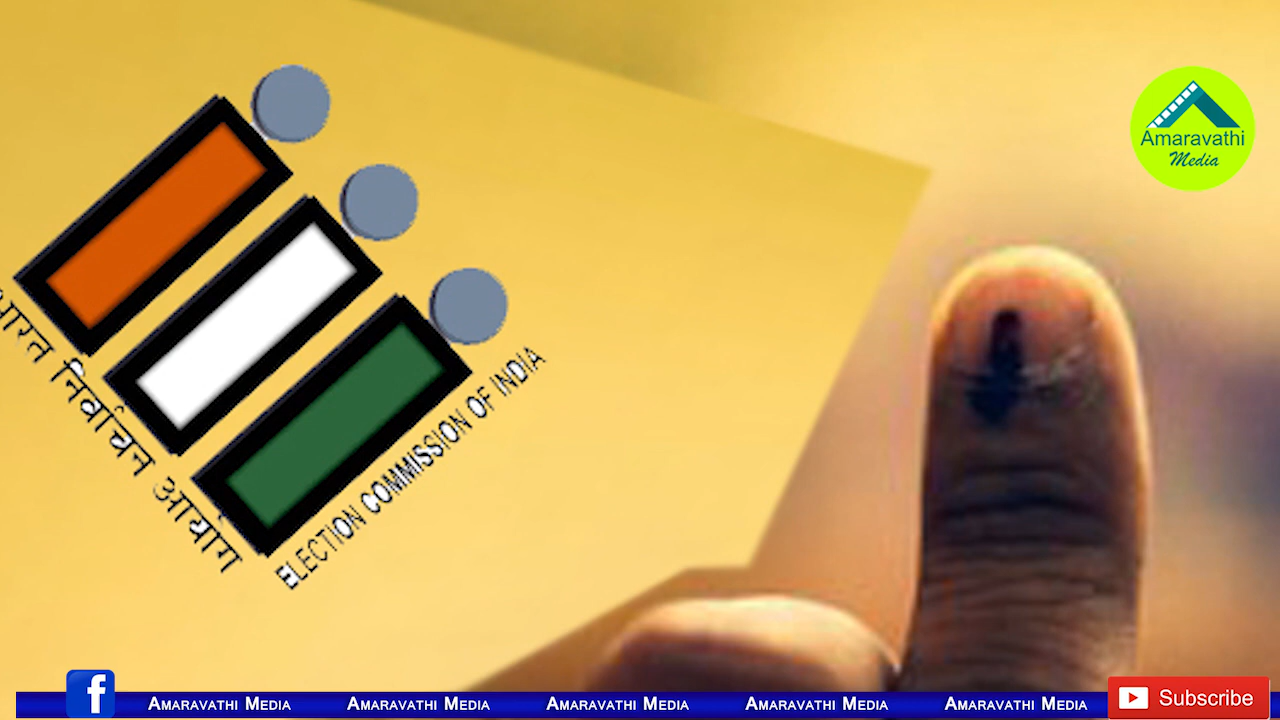 Amaravathi
Media
भारत निर्वाचन आयोग
ELECTION COMMISSION OF INDIA
f
AMARAVATHI MEDIA AMARAVATHI MEDIA AMARAVATHI MEDIA AMARAVATHI MEDIA AMARAVATHI MEDIA
Subscribe